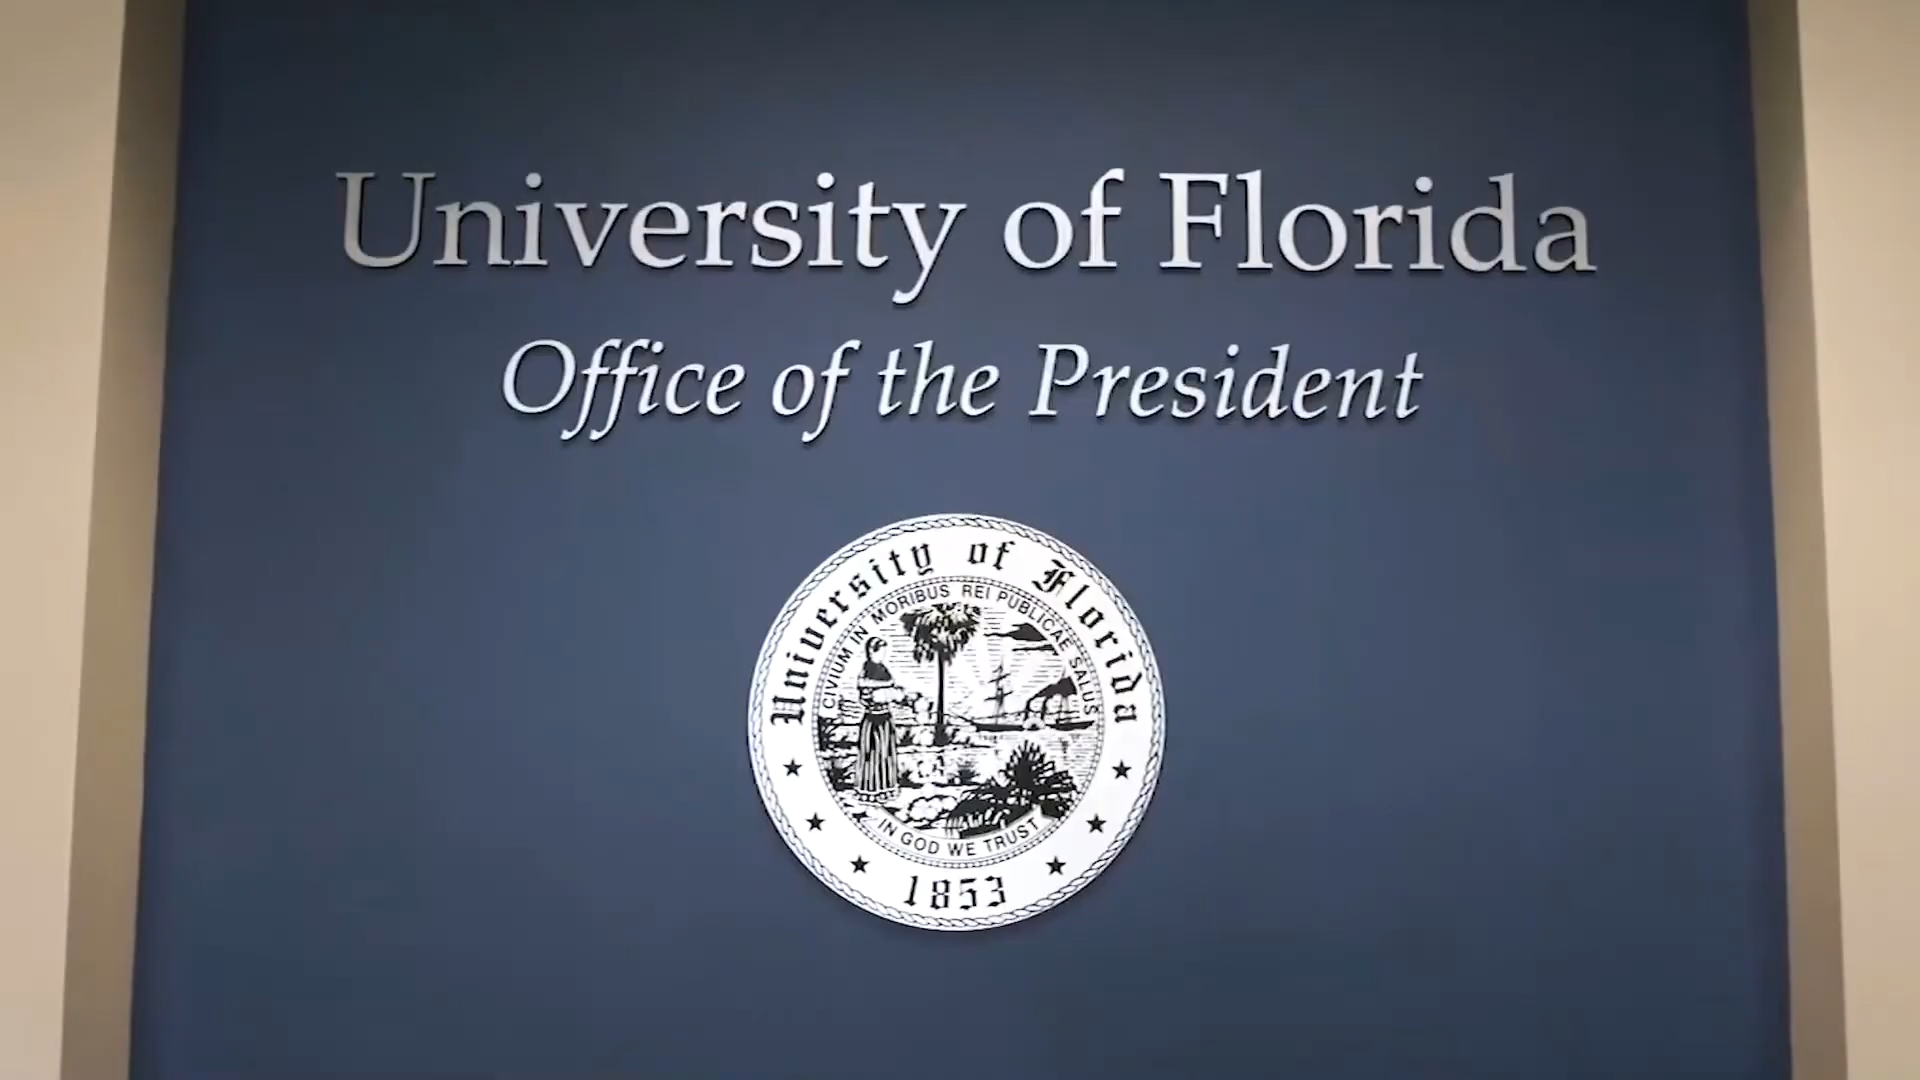 University of Florida
Office of the President
University of Florida
CIVIUM IN MORIBUS REI PUBLICAE SALUS
IN GOD WE TRUST
1853